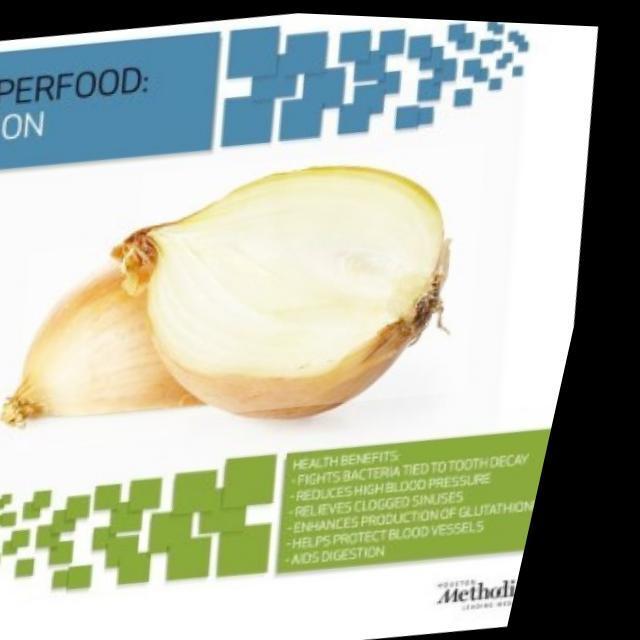 PERFOOD:
ON
HEALTH BENEFITS:
- FIGHTS BACTERIA TIED TO TOOTH DECAY
- REDUCES HIGH BLOOD PRESSURE
- RELIEVES CLOGGED SINUSES
- ENHANCES PRODUCTION OF GLUTATHION
- HELPS PROTECT BLOOD VESSELS
- AIDS DIGESTION
HOUSTON
Methodi
LEADING